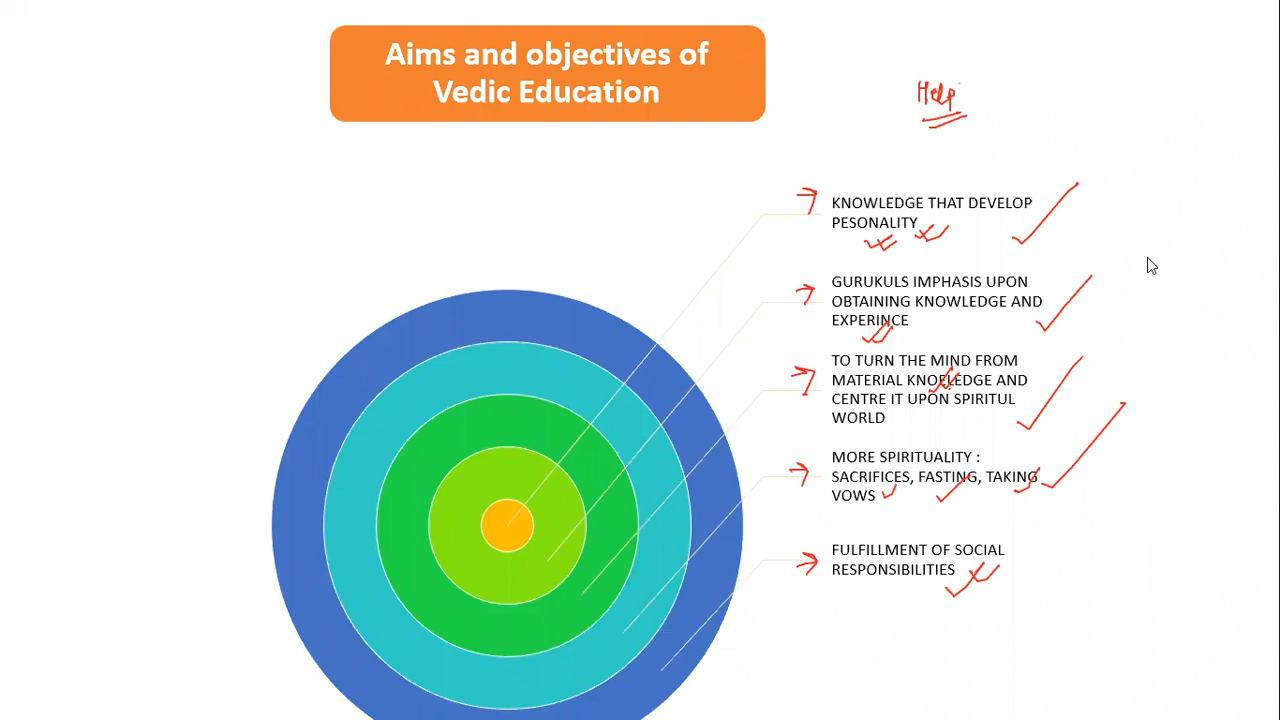 Aims and objectives of
Vedic Education
Help
KNOWLEDGE THAT DEVELOP
PESONALITY
GURUKULS IMPHASIS UPON
OBTAINING KNOWLEDGE AND
EXPERINCE
TO TURN THE MIND FROM
MATERIAL KNOELEDGE AND
CENTRE IT UPON SPIRITUL
WORLD
MORE SPIRITUALITY :
SACRIFICES, FASTING, TAKING
VOWS
FULFILLMENT OF SOCIAL
RESPONSIBILITIES